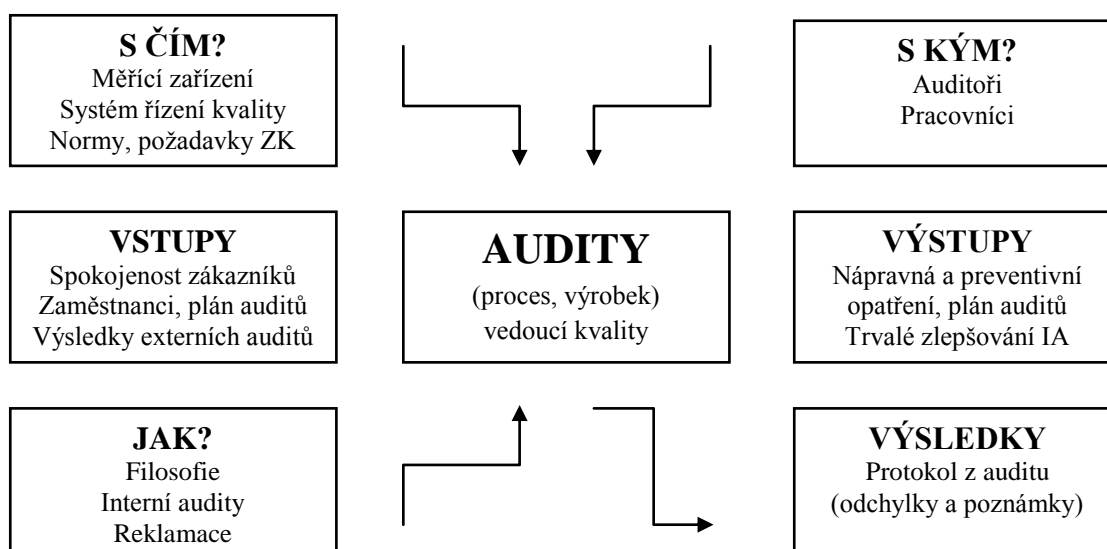 S ČÍM?
Měřící zařízení
Systém řízení kvality
Normy, požadavky ZK
S KÝM?
Auditoři
Pracovníci
VSTUPY
Spokojenost zákazníků
Zaměstnanci, plán auditů
Výsledky externích auditů
AUDITY
(proces, výrobek)
vedoucí kvality
VÝSTUPY
Nápravná a preventivní
opatření, plán auditů
Trvalé zlepšování IA
JAK?
Filosofie
Interní audity
Reklamace
VÝSLEDKY
Protokol z auditu
(odchylky a poznámky)